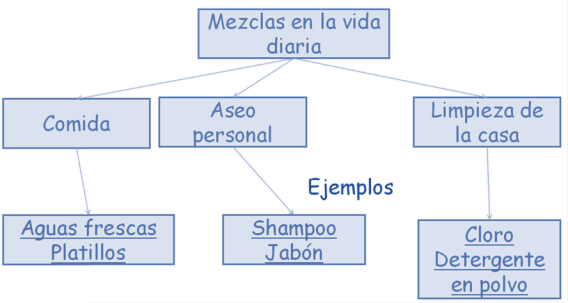 Mezclas en la vida
diaria
Comida
Aseo
personal
Limpieza de
la casa
Ejemplos
Aguas frescas
Platillos
Shampoo
Jabón
Cloro
Detergente
en polvo